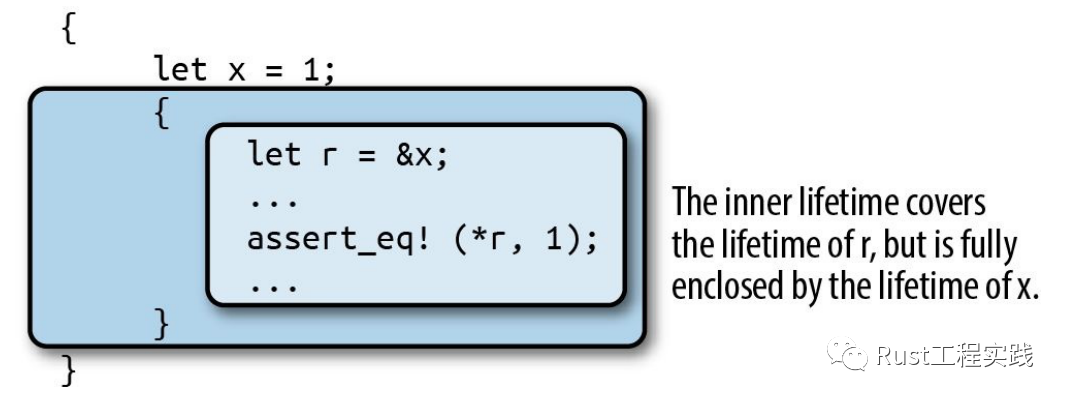 {
let x = 1;
{
let r = &x;
...
assert_eq! (*r, 1);
...
}
}
The inner lifetime covers
the lifetime of r, but is fully
enclosed by the lifetime of x.
Rust工程实践